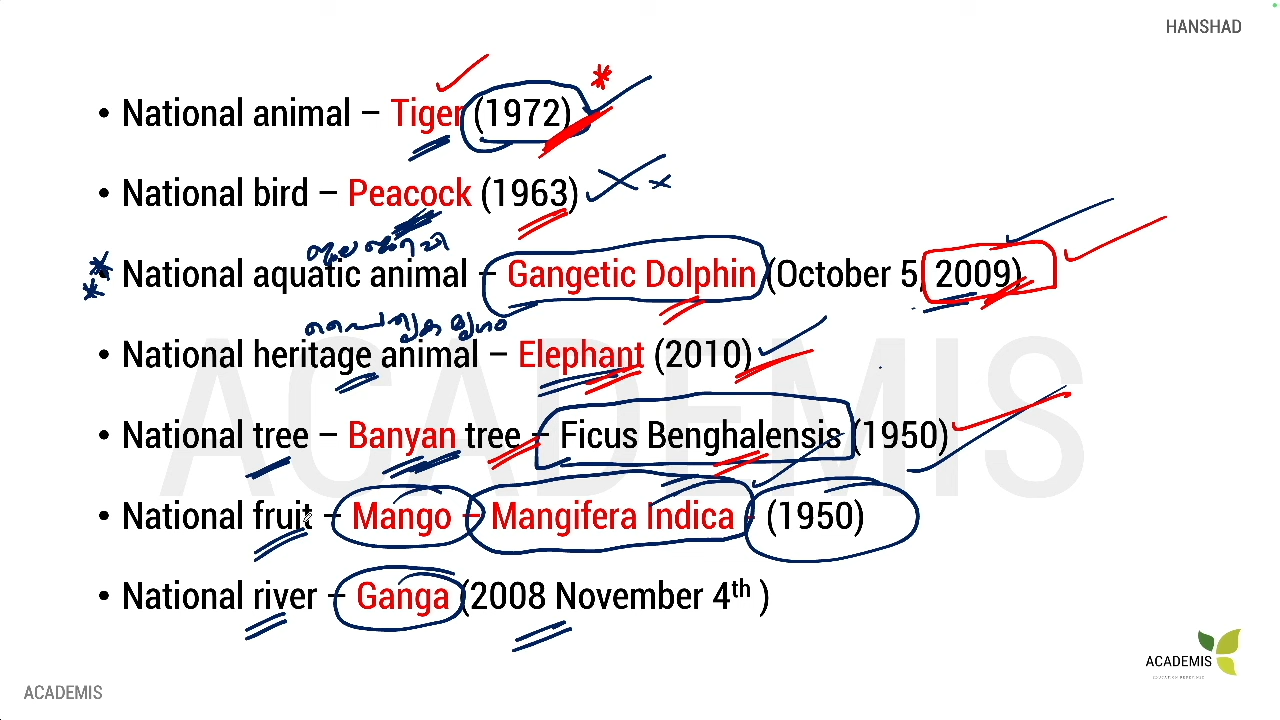 HANSHAD
• National animal – Tiger (1972)
• National bird – Peacock (1963)
• National aquatic animal – Gangetic Dolphin (October 5, 2009)
• National heritage animal – Elephant (2010)
• National tree – Banyan tree – Ficus Benghalensis (1950)
• National fruit – Mango – Mangifera Indica - (1950)
• National river – Ganga (2008 November 4th )
ACADEMIS
ACADEMIS
ACADEMIS